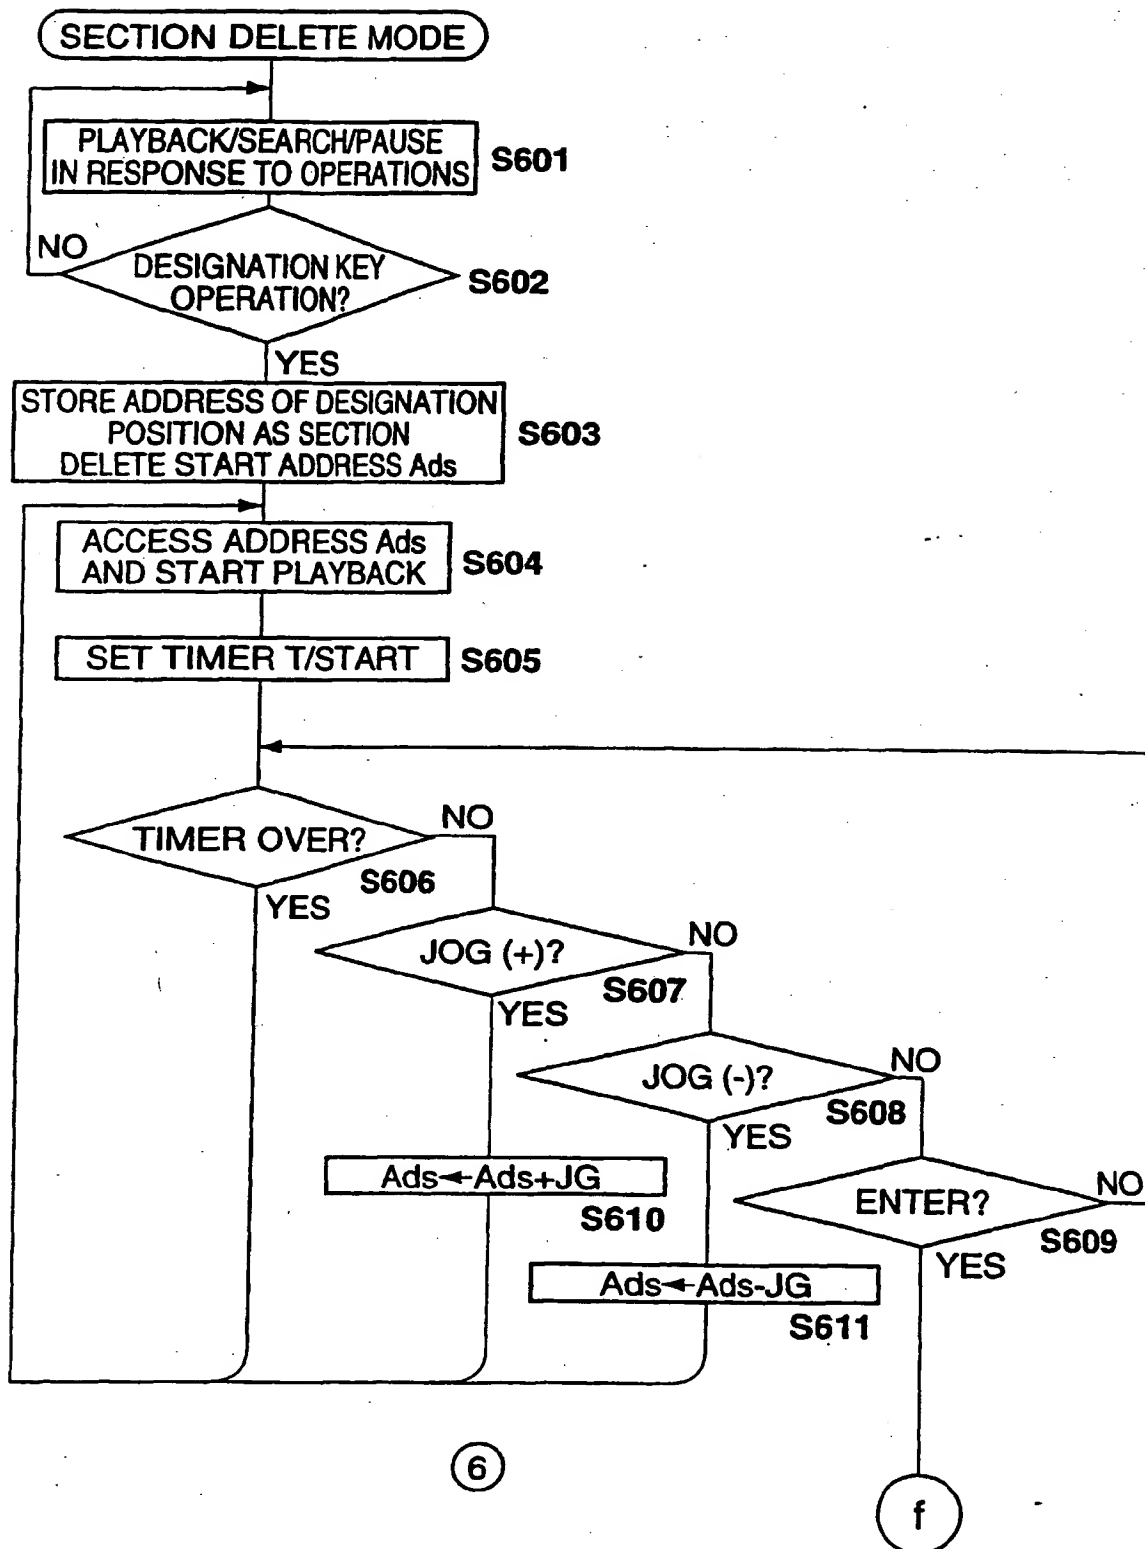 SECTION DELETE MODE
PLAYBACK/SEARCH/PAUSE
IN RESPONSE TO OPERATIONS
S601
NO
DESIGNATION KEY
OPERATION?
S602
YES
STORE ADDRESS OF DESIGNATION
POSITION AS SECTION
DELETE START ADDRESS Ads
S603
ACCESS ADDRESS Ads
AND START PLAYBACK
S604
SET TIMER T/START
S605
TIMER OVER?
NO
S606
YES
JOG (+)?
NO
S607
YES
JOG (-)?
NO
S608
YES
Ads←Ads+JG
S610
ENTER?
NO
S609
YES
Ads←Ads-JG
S611
6
f